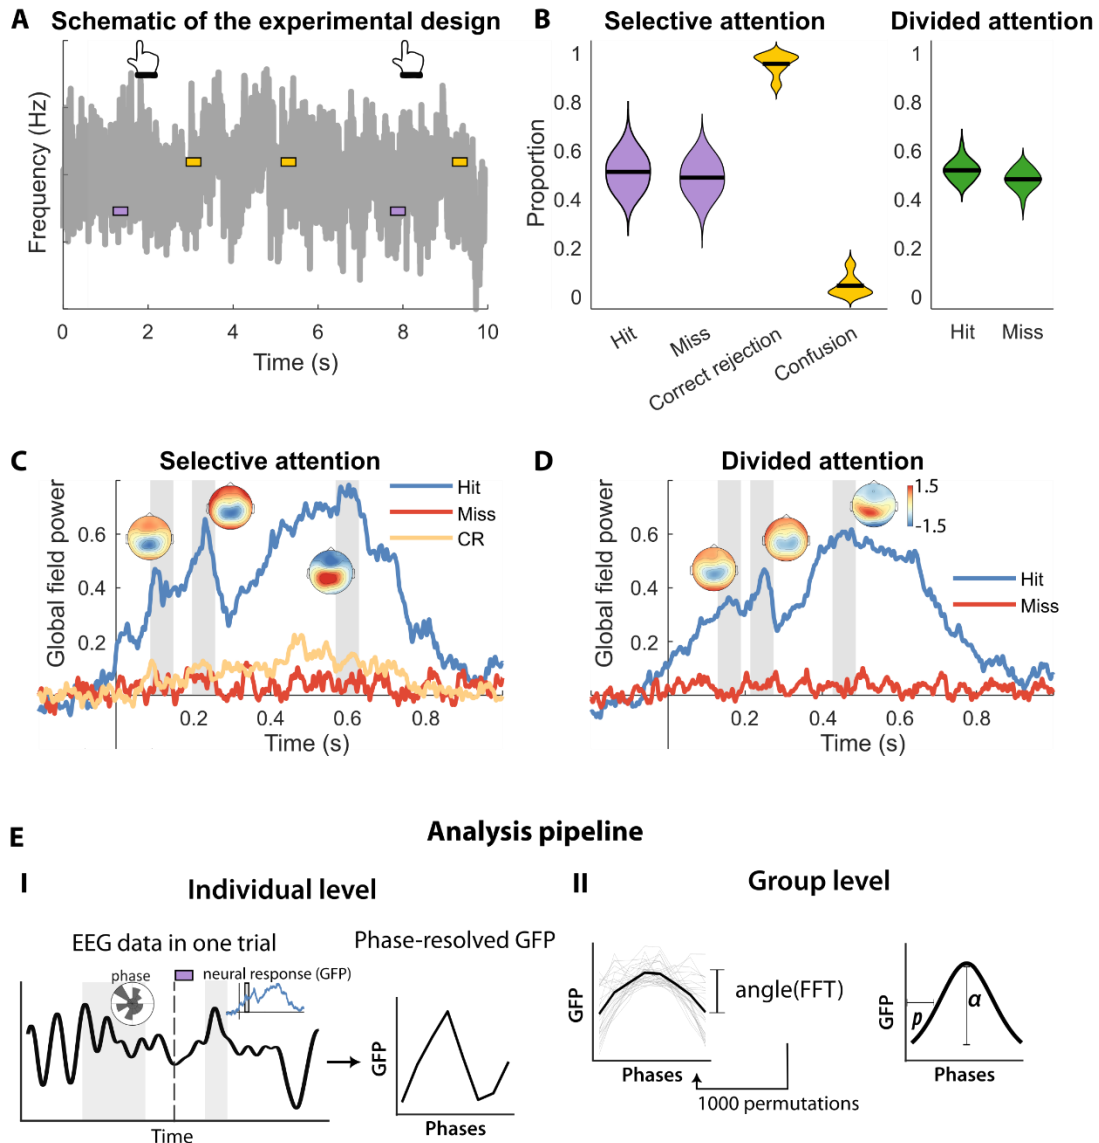 A Schematic of the experimental design
Frequency (Hz)
0 2 4 6 8 10
Time (s)
B Selective attention Divided attention
Proportion
1 1
0.8 0.8
0.6 0.6
0.4 0.4
0.2 0.2
0 0
Hit Miss Correct rejection Confusion
Hit Miss
C Selective attention
Global field power
0.6
0.4
0.2
Hit
Miss
CR
0.2 0.4 0.6 0.8
Time (s)
D Divided attention
Global field power
0.6
0.4
0.2
1.5
-1.5
Hit
Miss
0.2 0.4 0.6 0.8
Time (s)
E Analysis pipeline
I Individual level
EEG data in one trial
phase
neural response (GFP)
Time
Phase-resolved GFP
GFP
Phases
II Group level
GFP
angle(FFT)
Phases
1000 permutations
GFP
p
α
Phases